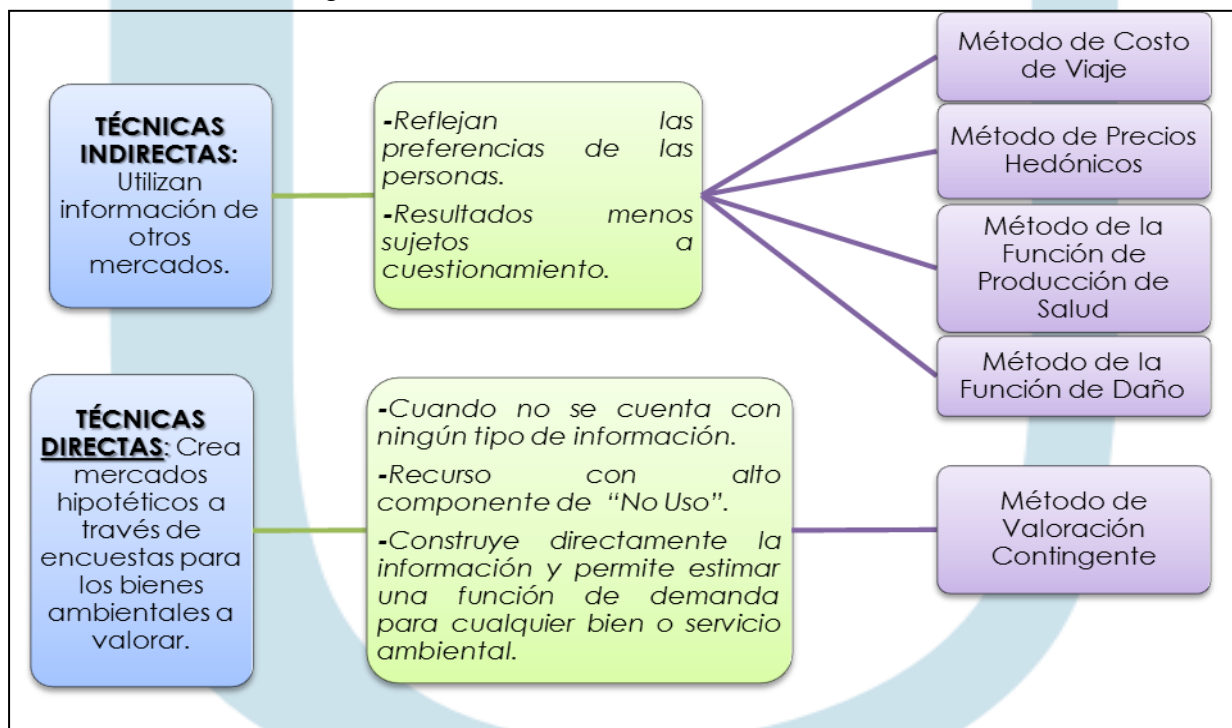 TÉCNICAS
INDIRECTAS:
Utilizan
información de
otros
mercados.
-Reflejan las
preferencias de las
personas.
-Resultados menos
sujetos a
cuestionamiento.
Método de Costo
de Viaje
Método de Precios
Hedónicos
Método de la
Función de
Producción de
Salud
Método de la
Función de Daño
TÉCNICAS
DIRECTAS: Crea
mercados
hipotéticos a
través de
encuestas para
los bienes
ambientales a
valorar.
-Cuando no se cuenta con
ningún tipo de información.
-Recurso con alto
componente de “No Uso”.
-Construye directamente la
información y permite estimar
una función de demanda
para cualquier bien o servicio
ambiental.
Método de
Valoración
Contingente